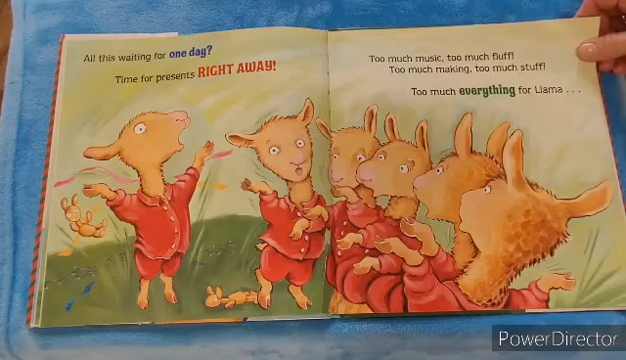 All this waiting for one day?
Time for presents RIGHT AWAY!
Too much music, too much fluff!
Too much making, too much stuff!
Too much everything for Llama . . .
PowerDirector